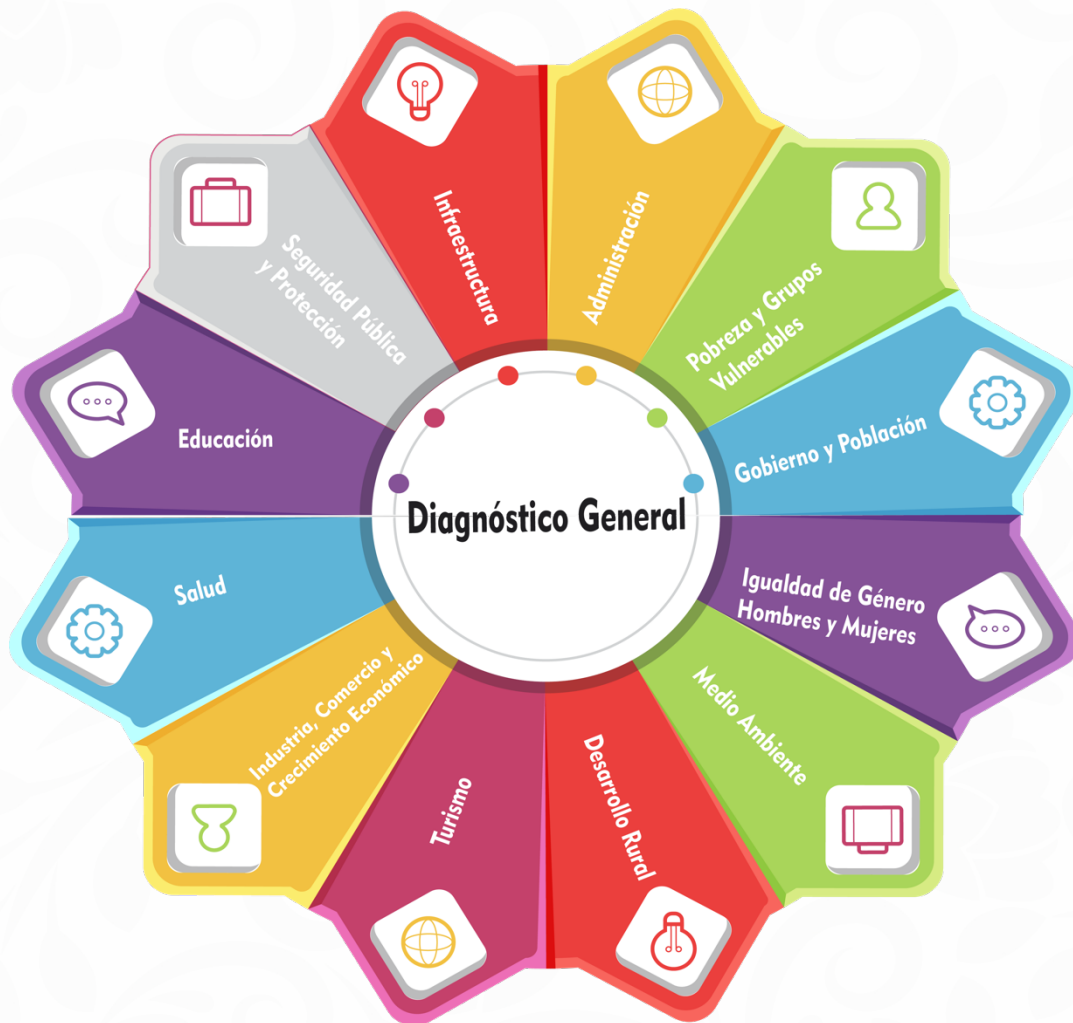 Diagnóstico General
Infraestructura
Administración
Pobreza y Grupos
Vulnerables
Gobierno y Población
Igualdad de Género
Hombres y Mujeres
Medio Ambiente
Desarrollo Rural
Turismo
Industria, Comercio y
Crecimiento Económico
Salud
Educación
Seguridad Pública
y Protección